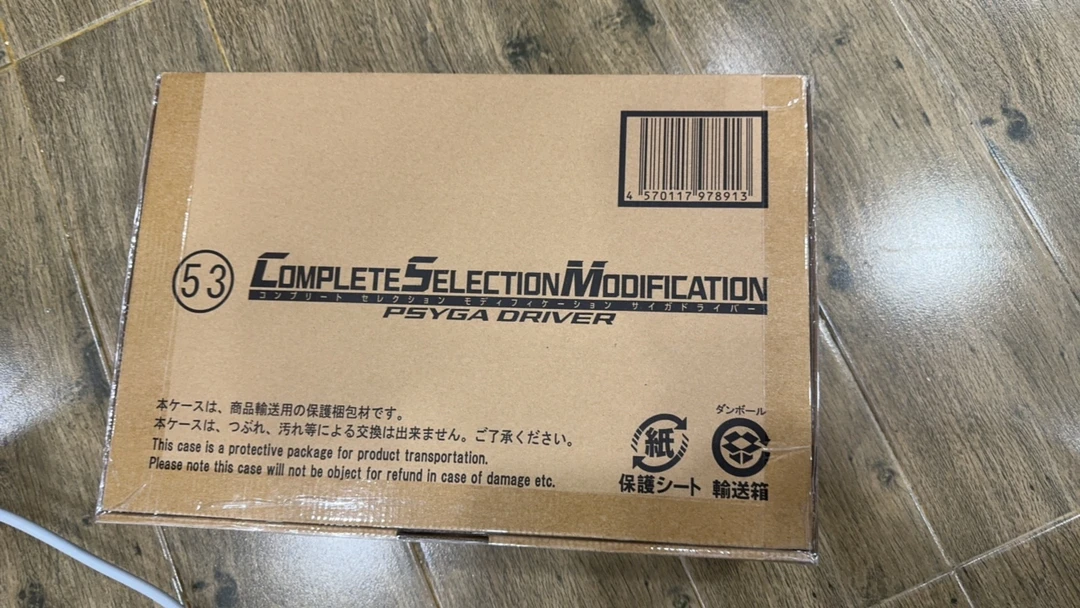 4 570117 978913
53
COMPLETE SELECTION MODIFICATION
コンプリート セレクション モディフィケーション サイガドライバー
PSYGA DRIVER
本ケースは、商品輸送用の保護梱包材です。
本ケースは、つぶれ、汚れ等による交換は出来ません。ご了承ください。
This case is a protective package for product transportation.
Please note this case will not be object for refund in case of damage etc.
紙
保護シート
ダンボール
輸送箱